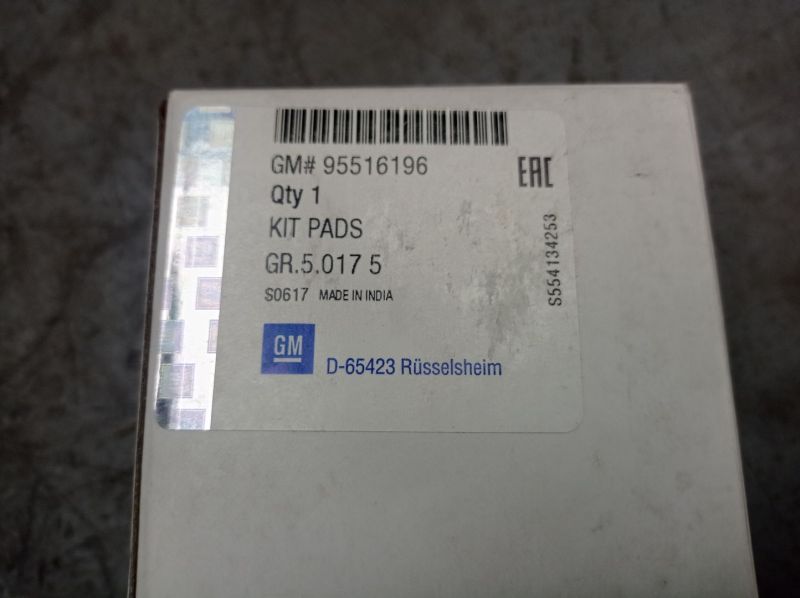 GM# 95516196
EAC
Qty 1
KIT PADS
GR.5.017 5
S0617 MADE IN INDIA
S554134253
GM
D-65423 Rüsselsheim